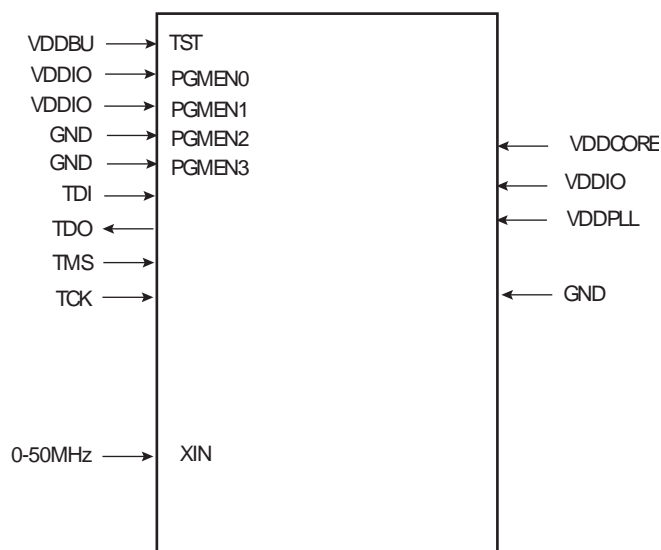 VDDBU TST
VDDIO PGMEN0
VDDIO PGMEN1
GND PGMEN2
GND PGMEN3
VDDCORE
TDI
VDDIO
TDO
VDDPLL
TMS
TCK
GND
0-50MHz XIN